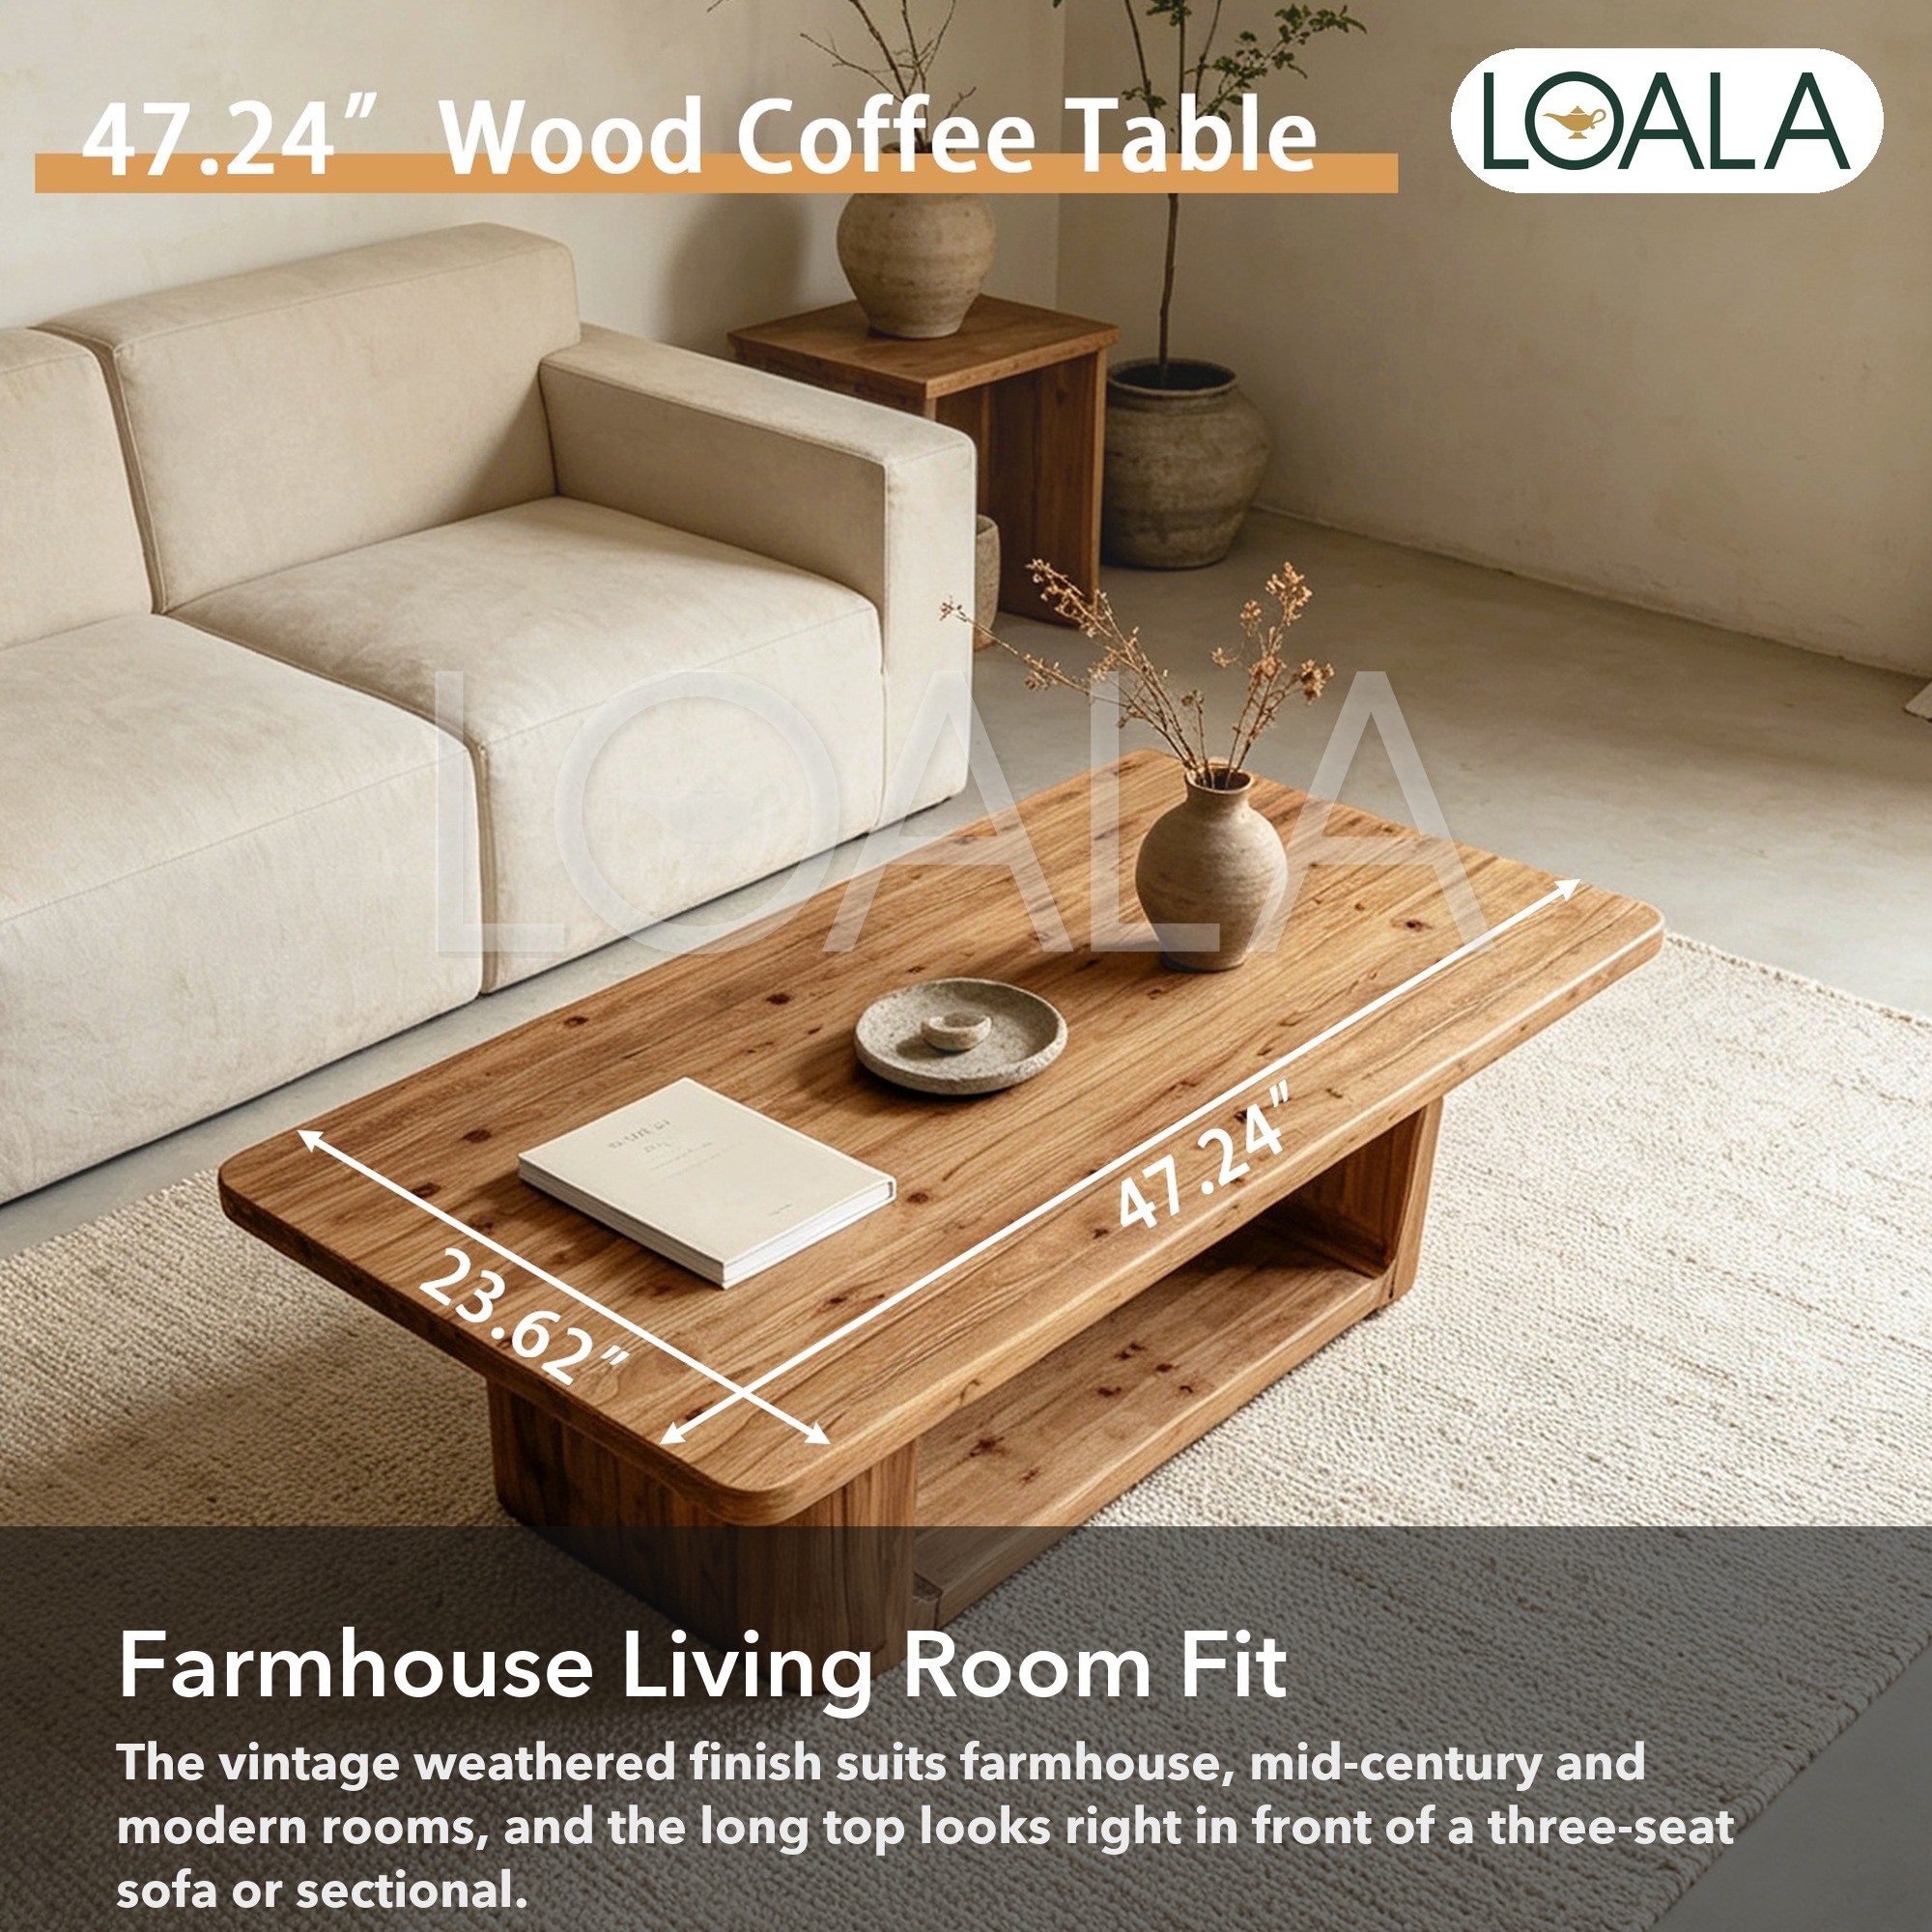 47.24" Wood Coffee Table
LOALA
LOALA
47.24"
23.62"
Farmhouse Living Room Fit
The vintage weathered finish suits farmhouse, mid-century and
modern rooms, and the long top looks right in front of a three-seat
sofa or sectional.